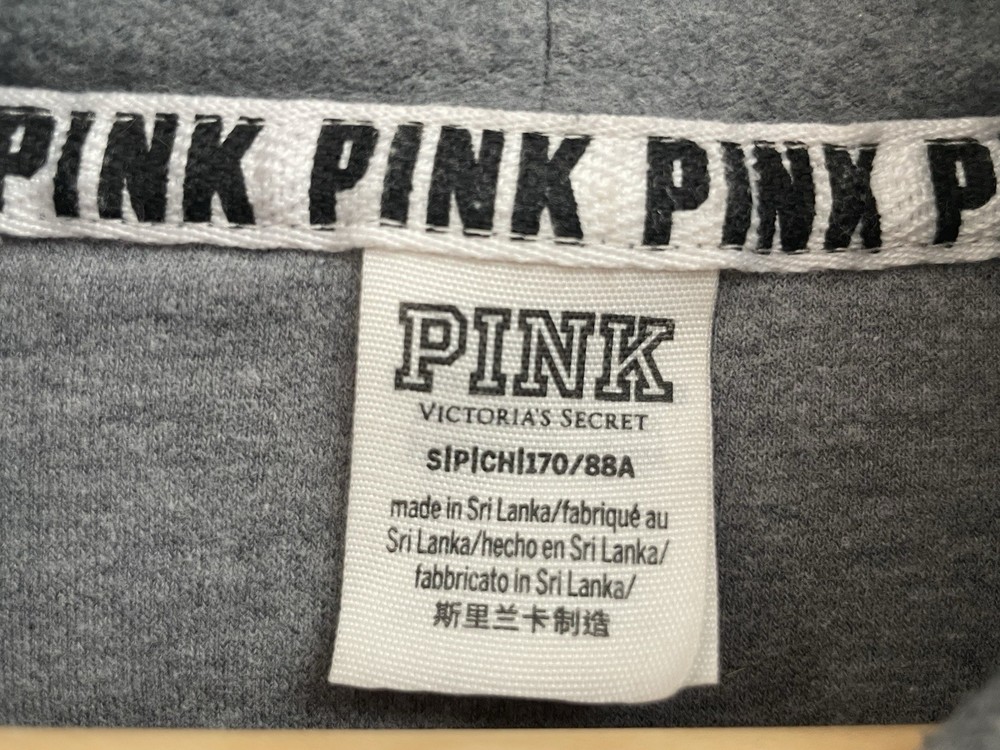 PINK PINK PINK P
PINK
VICTORIA'S SECRET
S|P|CH|170/88A
made in Sri Lanka/fabriqué au
Sri Lanka/hecho en Sri Lanka/
fabbricato in Sri Lanka/
斯里兰卡制造